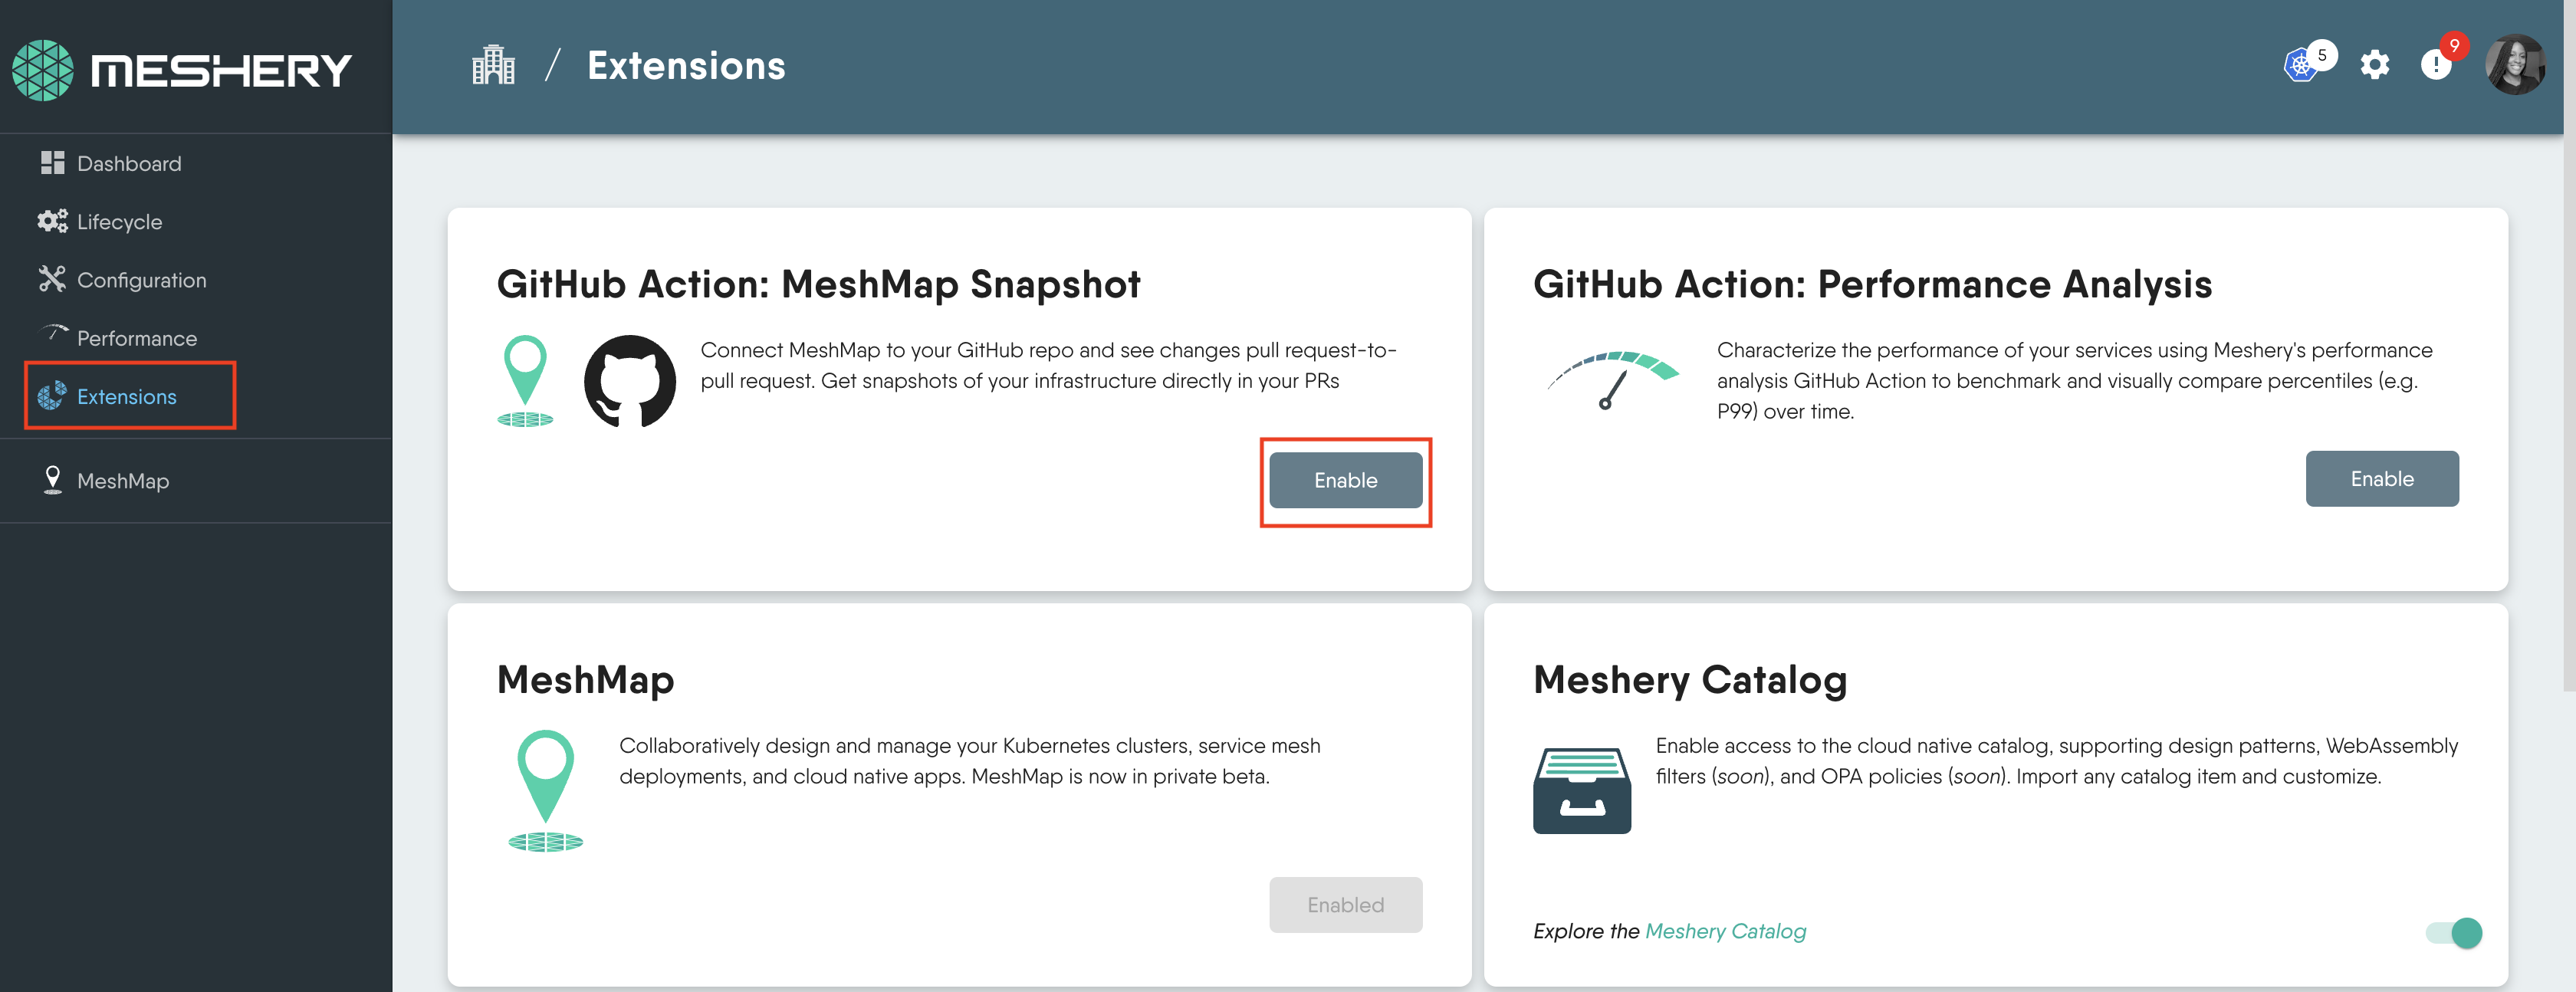 MESHERY
Extensions
5
9
Dashboard
Lifecycle
Configuration
Performance
Extensions
MeshMap
GitHub Action: MeshMap Snapshot
Connect MeshMap to your GitHub repo and see changes pull request-to-
pull request. Get snapshots of your infrastructure directly in your PRs
Enable
GitHub Action: Performance Analysis
Characterize the performance of your services using Meshery's performance
analysis GitHub Action to benchmark and visually compare percentiles (e.g.
P99) over time.
Enable
MeshMap
Collaboratively design and manage your Kubernetes clusters, service mesh
deployments, and cloud native apps. MeshMap is now in private beta.
Enabled
Meshery Catalog
Enable access to the cloud native catalog, supporting design patterns, WebAssembly
filters (soon), and OPA policies (soon). Import any catalog item and customize.
Explore the Meshery Catalog